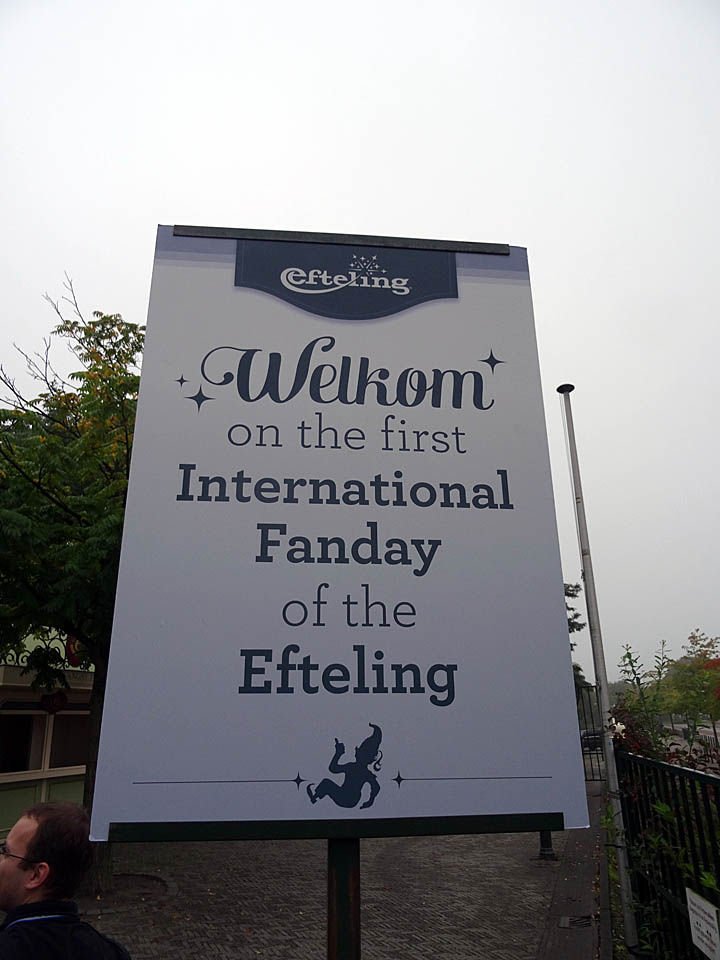 efteling
Welkom
on the first
International
Fanday
of the
Efteling